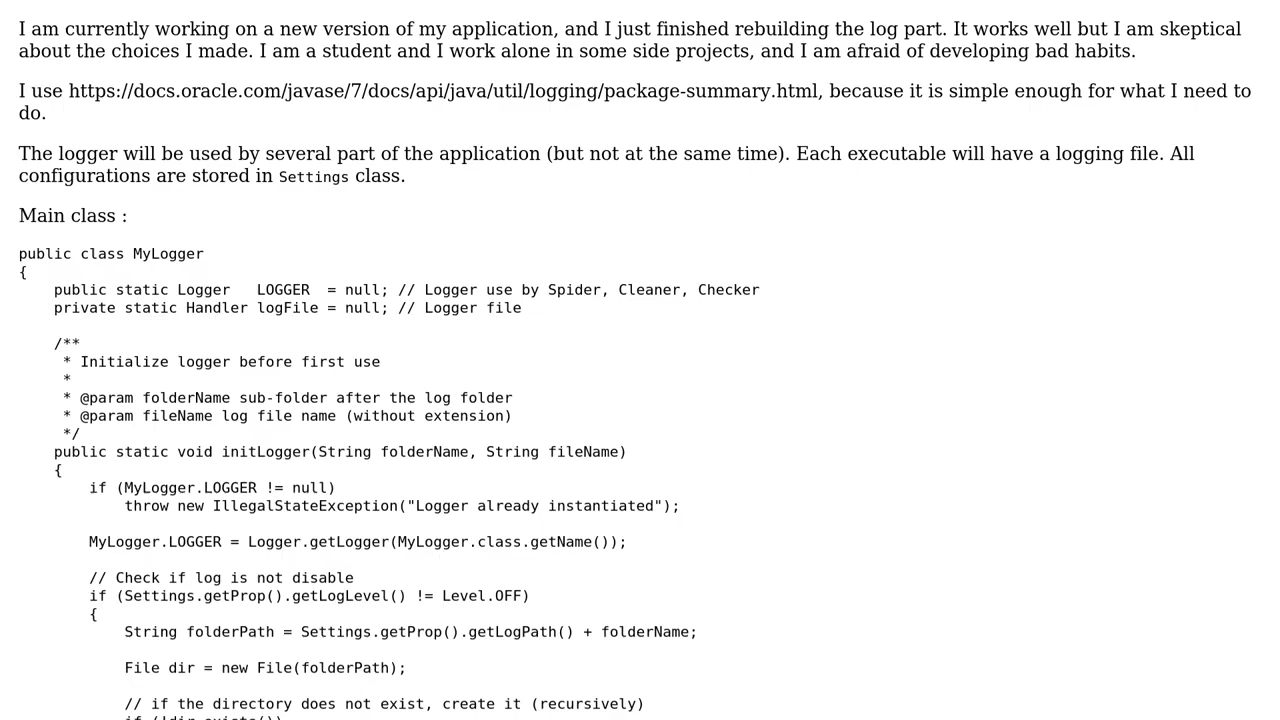 I am currently working on a new version of my application, and I just finished rebuilding the log part. It works well but I am skeptical
about the choices I made. I am a student and I work alone in some side projects, and I am afraid of developing bad habits.
I use https://docs.oracle.com/javase/7/docs/api/java/util/logging/package-summary.html, because it is simple enough for what I need to
do.
The logger will be used by several part of the application (but not at the same time). Each executable will have a logging file. All
configurations are stored in Settings class.
Main class :
public class MyLogger
{
    public static Logger   LOGGER  = null; // Logger use by Spider, Cleaner, Checker
    private static Handler logFile = null; // Logger file
    /**
     * Initialize logger before first use
     *
     * @param folderName sub-folder after the log folder
     * @param fileName log file name (without extension)
     */
    public static void initLogger(String folderName, String fileName)
    {
        if (MyLogger.LOGGER != null)
            throw new IllegalStateException("Logger already instantiated");
        MyLogger.LOGGER = Logger.getLogger(MyLogger.class.getName());
        // Check if log is not disable
        if (Settings.getProp().getLogLevel() != Level.OFF)
        {
            String folderPath = Settings.getProp().getLogPath() + folderName;
            File dir = new File(folderPath);
            // if the directory does not exist, create it (recursively)
            if (!dir.exists())